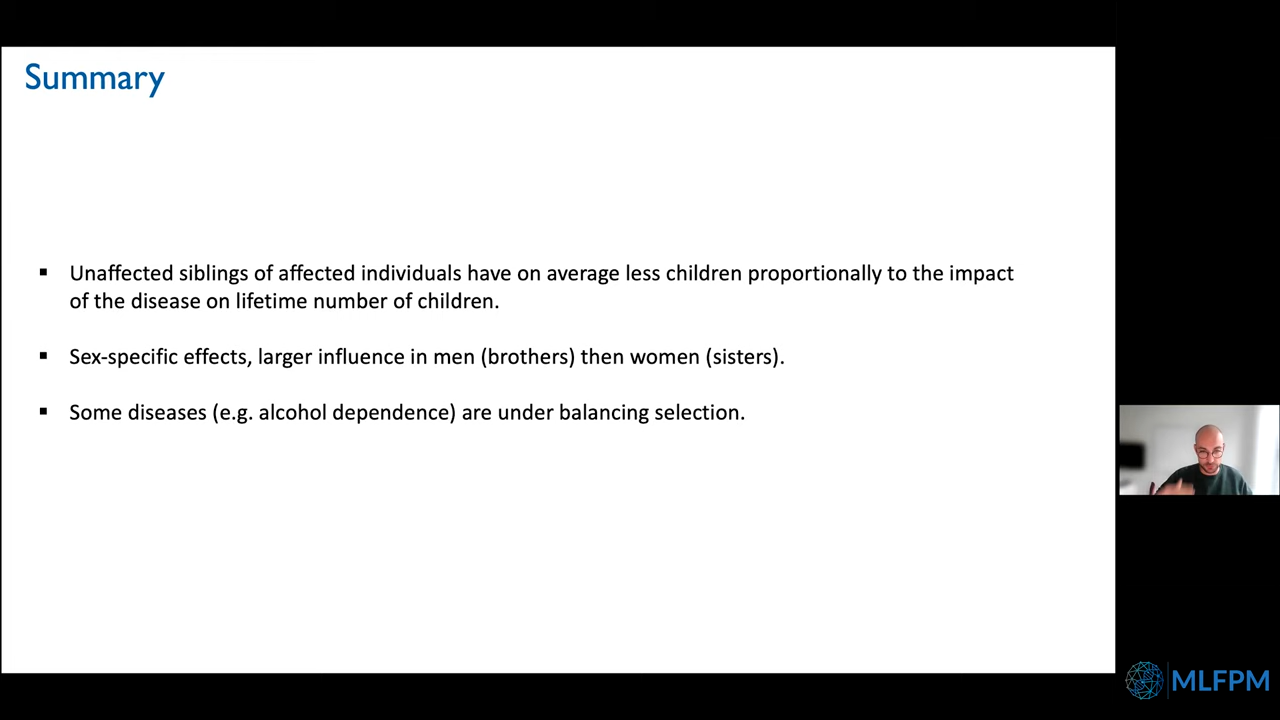 Summary
▪ Unaffected siblings of affected individuals have on average less children proportionally to the impact
of the disease on lifetime number of children.
▪ Sex-specific effects, larger influence in men (brothers) then women (sisters).
▪ Some diseases (e.g. alcohol dependence) are under balancing selection.
MLFPM